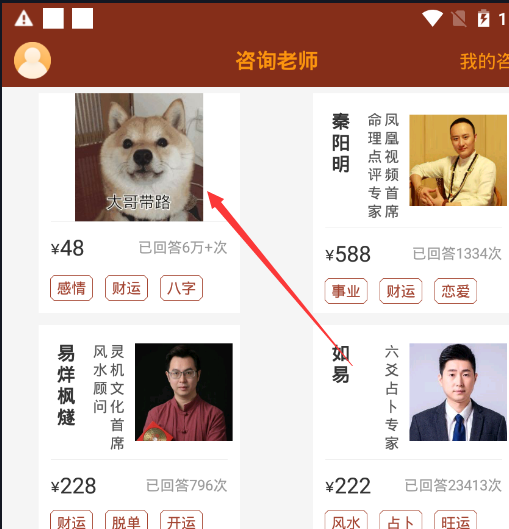 咨询老师
我的咨
大哥带路
¥48
已回答6万+次
感情 财运 八字
秦阳明
凤凰视频首席
命理点评专家
¥588
已回答1334次
事业 财运 恋爱
易烊枫燧
灵机文化首席
风水顾问
¥228
已回答796次
财运 脱单 开运
如易
六爻占卜专家
¥222
已回答23413次
风水 占卜 旺运